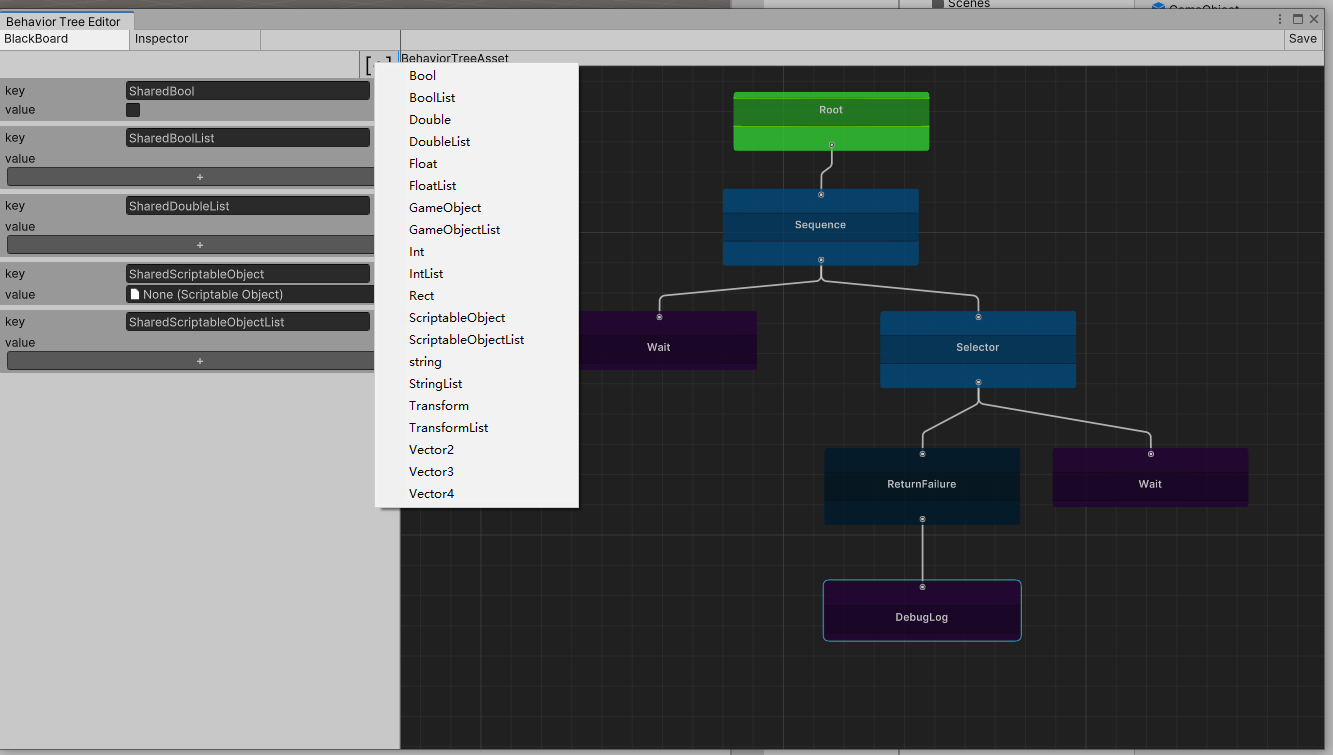 Scenes
GameObject
Behavior Tree Editor
BlackBoard
Inspector
Save
BehaviorTreeAsset
key
SharedBool
value
key
SharedBoolList
value
+
key
SharedDoubleList
value
+
key
SharedScriptableObject
value
None (Scriptable Object)
key
SharedScriptableObjectList
value
+
Bool
BoolList
Double
DoubleList
Float
FloatList
GameObject
GameObjectList
Int
IntList
Rect
ScriptableObject
ScriptableObjectList
string
StringList
Transform
TransformList
Vector2
Vector3
Vector4
Root
Sequence
Wait
Selector
ReturnFailure
Wait
DebugLog